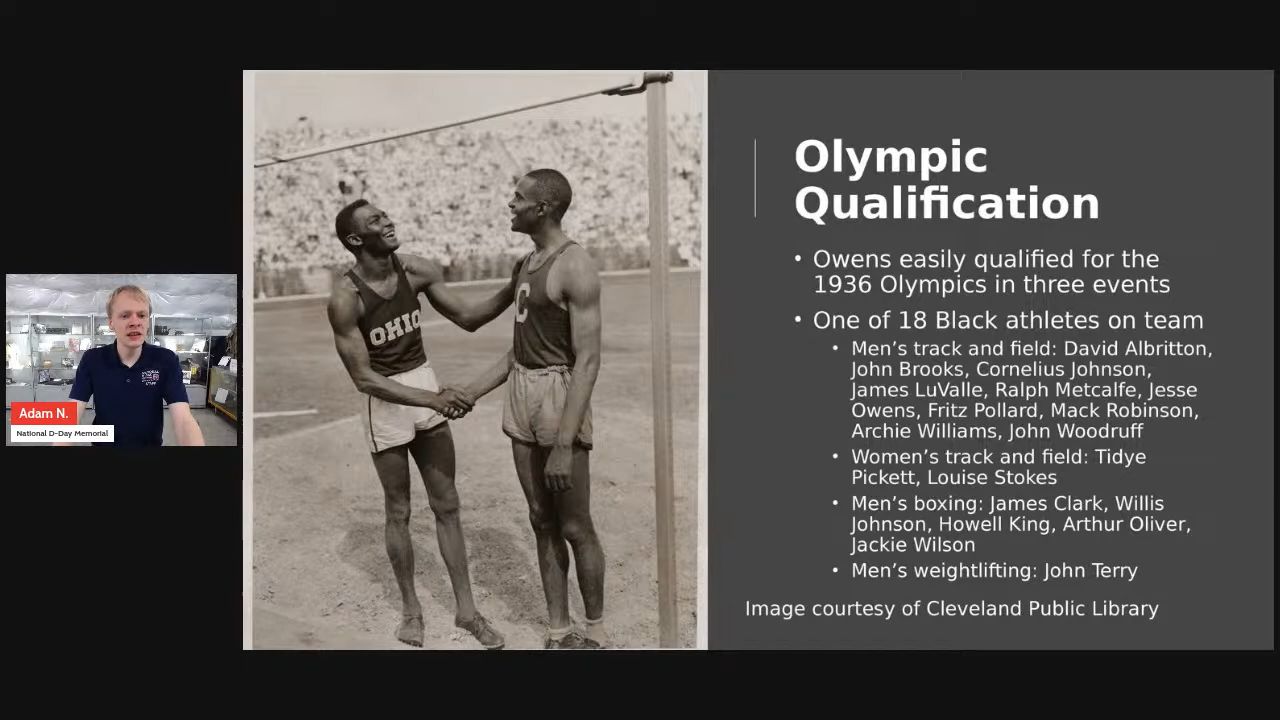 Olympic
Qualification
• Owens easily qualified for the
1936 Olympics in three events
• One of 18 Black athletes on team
• Men’s track and field: David Albritton,
John Brooks, Cornelius Johnson,
James LuValle, Ralph Metcalfe, Jesse
Owens, Fritz Pollard, Mack Robinson,
Archie Williams, John Woodruff
• Women’s track and field: Tidye
Pickett, Louise Stokes
• Men’s boxing: James Clark, Willis
Johnson, Howell King, Arthur Oliver,
Jackie Wilson
• Men’s weightlifting: John Terry
Image courtesy of Cleveland Public Library
OHIO
C
Adam N.
National D-Day Memorial